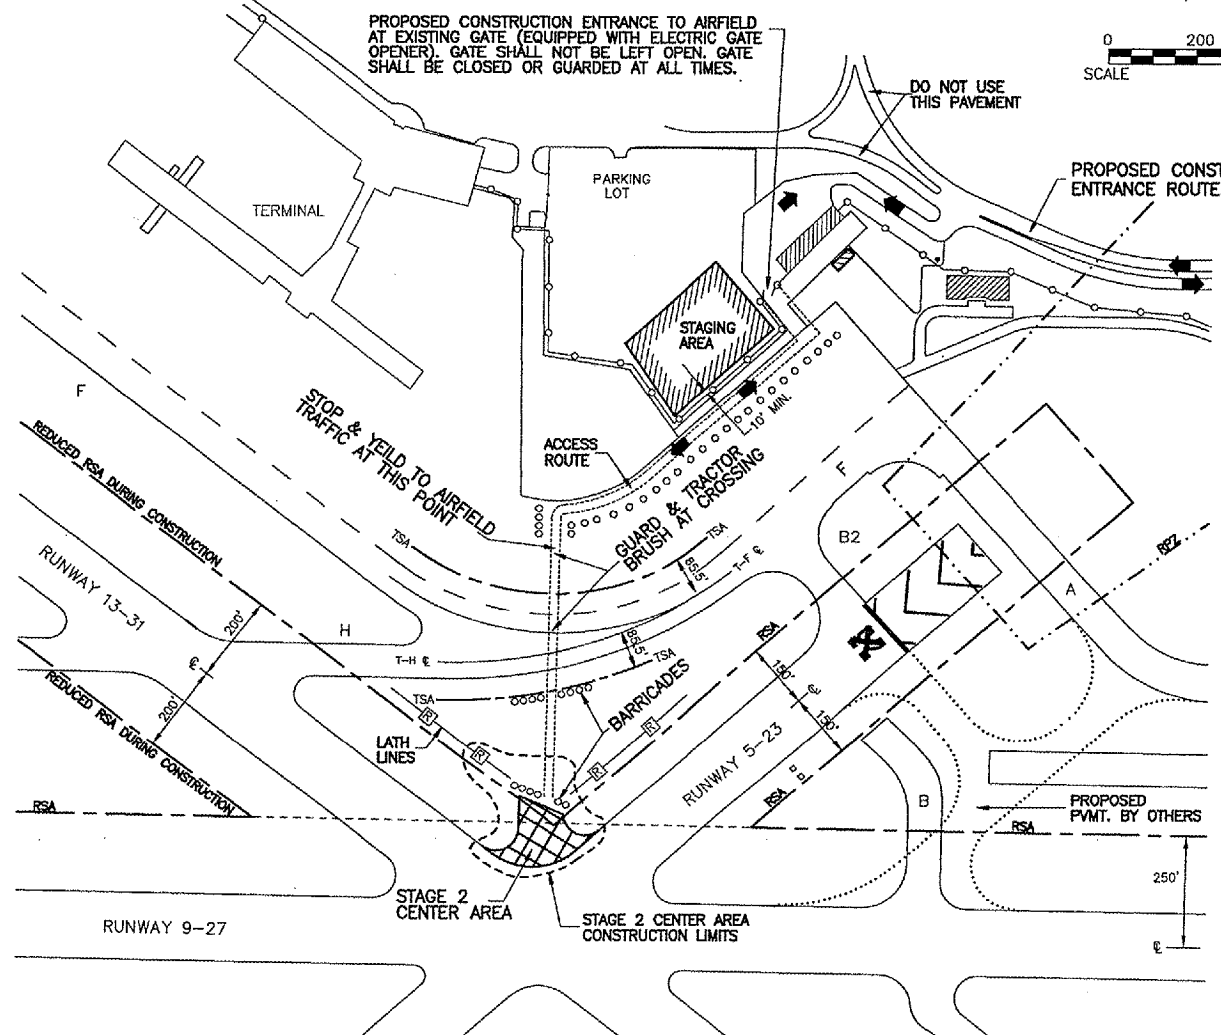 PROPOSED CONSTRUCTION ENTRANCE TO AIRFIELD
AT EXISTING GATE (EQUIPPED WITH ELECTRIC GATE
OPENER). GATE SHALL NOT BE LEFT OPEN. GATE
SHALL BE CLOSED OR GUARDED AT ALL TIMES.
0 200
SCALE
DO NOT USE
THIS PAVEMENT
PROPOSED CONST
ENTRANCE ROUTE
PARKING
LOT
TERMINAL
STAGING
AREA
10' MIN.
F
STOP & YEILD TO AIRFIELD
TRAFFIC AT THIS POINT
ACCESS
ROUTE
GUARD & TRACTOR
BRUSH AT CROSSING
F
REDUCED RSA DURING CONSTRUCTION
TSA
TSA
85.5'
T-F ℄
B2
RPZ
A
RUNWAY 13-31
200'
℄
200'
H
T-H ℄
85.5'
TSA
RSA
REDUCED RSA DURING CONSTRUCTION
TSA
BARRICADES
150'
℄
150'
R
R
LATH
LINES
R
R
RUNWAY 5-23
RSA
B
PROPOSED
PVMT. BY OTHERS
RSA
RSA
250'
℄
STAGE 2
CENTER AREA
STAGE 2 CENTER AREA
CONSTRUCTION LIMITS
RUNWAY 9-27